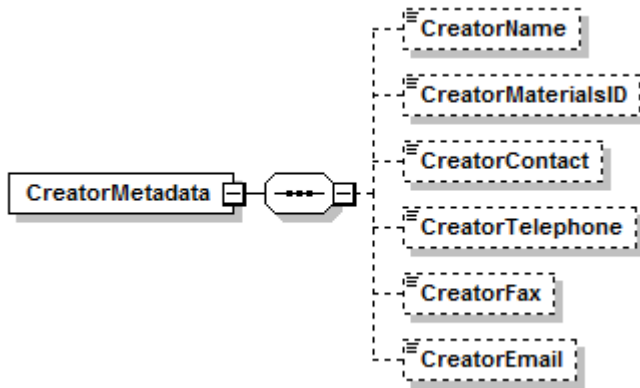 CreatorName
CreatorMaterialsID
CreatorContact
CreatorMetadata
CreatorTelephone
CreatorFax
CreatorEmail